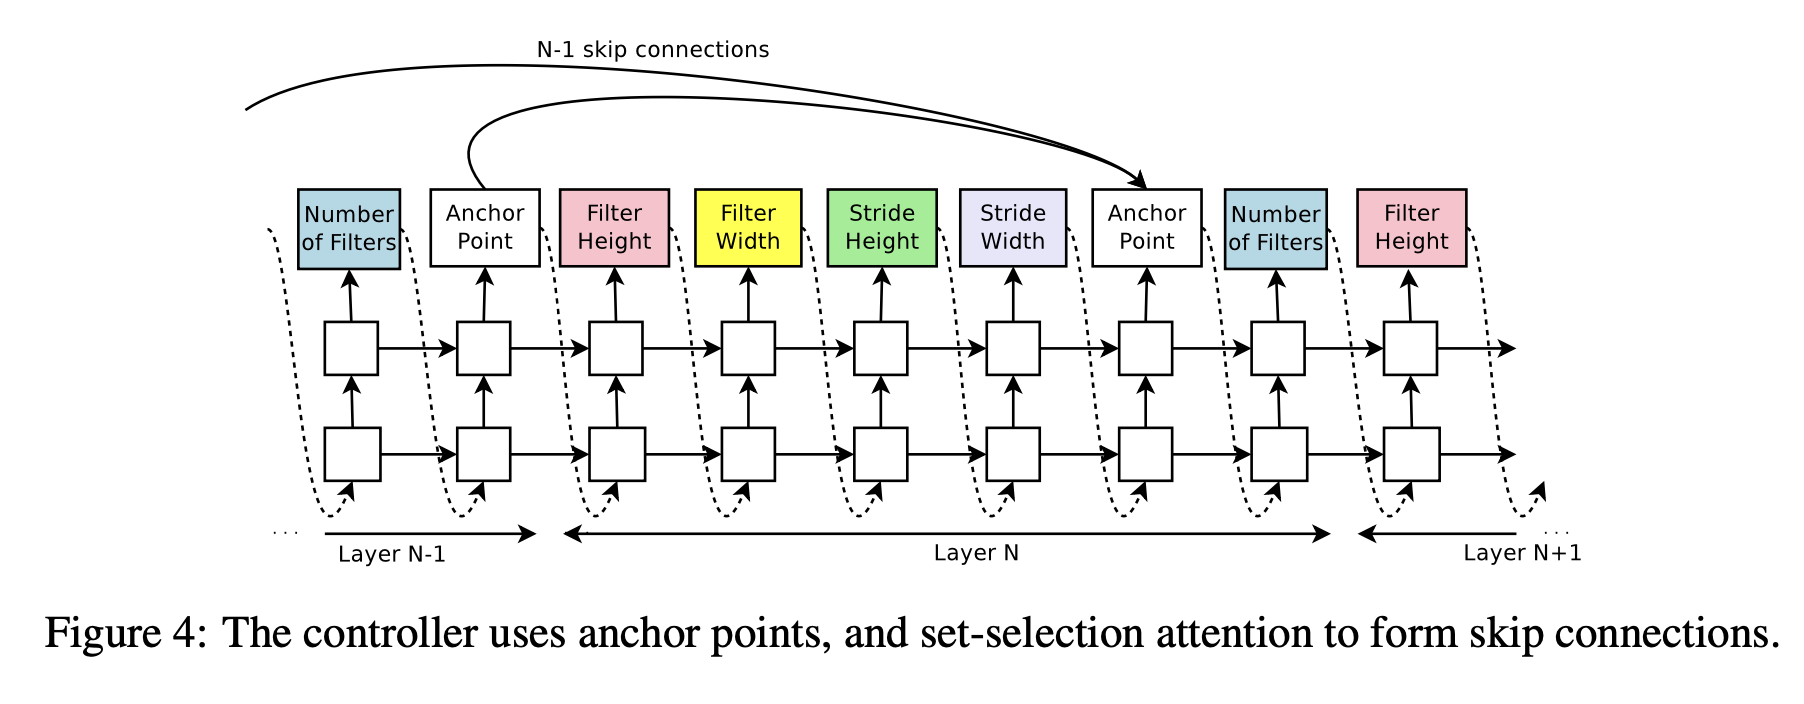 N-1 skip connections
Number
of Filters
Anchor
Point
Filter
Height
Filter
Width
Stride
Height
Stride
Width
Anchor
Point
Number
of Filters
Filter
Height
. . .
Layer N-1
Layer N
Layer N+1
. . .
Figure 4: The controller uses anchor points, and set-selection attention to form skip connections.